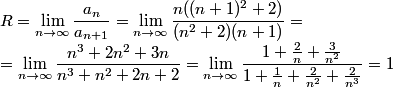 R = \lim_{n\to\infty} \frac{a_n}{a_{n+1}} = \lim_{n\to\infty} \frac{n((n+1)^2+2)}{(n^2+2)(n+1)} =
= \lim_{n\to\infty} \frac{n^3+2n^2+3n}{n^3+n^2+2n+2} = \lim_{n\to\infty} \frac{1+\frac{2}{n}+\frac{3}{n^2}}{1+\frac{1}{n}+\frac{2}{n^2}+\frac{2}{n^3}} = 1